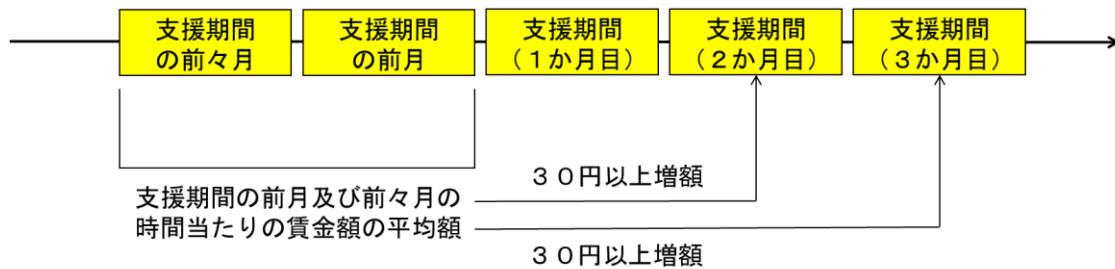 支援期間
の前々月
支援期間
の前月
支援期間
（１か月目）
支援期間
（２か月目）
支援期間
（３か月目）
３０円以上増額
支援期間の前月及び前々月の
時間当たりの賃金額の平均額
３０円以上増額